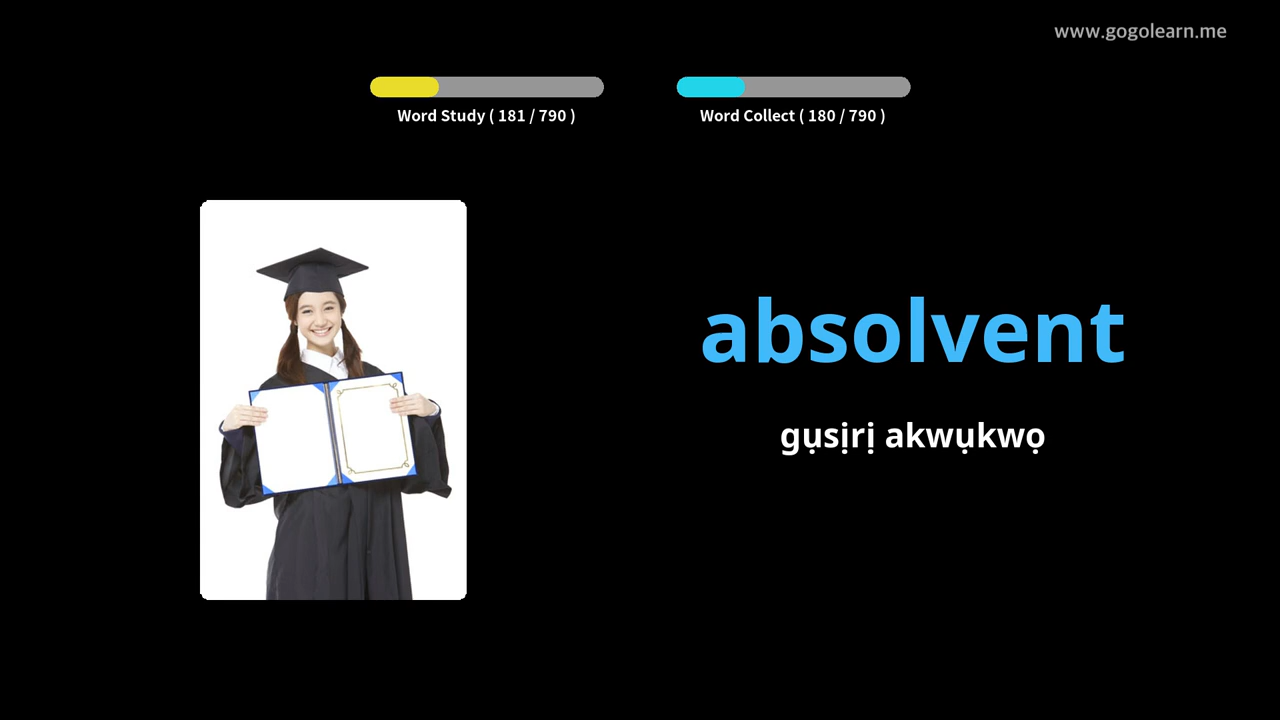 www.gogolearn.me
Word Study ( 181 / 790 )
Word Collect ( 180 / 790 )
absolvent
gụsịrị akwụkwọ